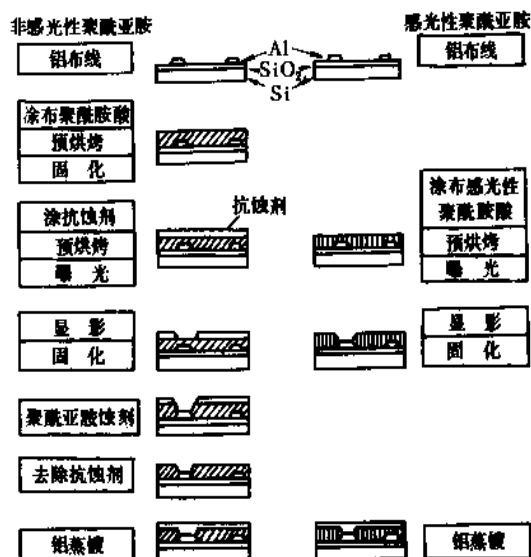 非感光性聚酰亚胺
感光性聚酰亚胺
铝布线
Al
SiO₂
Si
铝布线
涂布聚酰胺酸
预烘烤
固 化
涂抗蚀剂
预烘烤
曝 光
抗蚀剂
涂布感光性
聚酰胺酸
预烘烤
曝 光
显 影
固 化
显 影
固 化
聚酰亚胺蚀剂
去除抗蚀剂
铝蒸镀
铝蒸镀